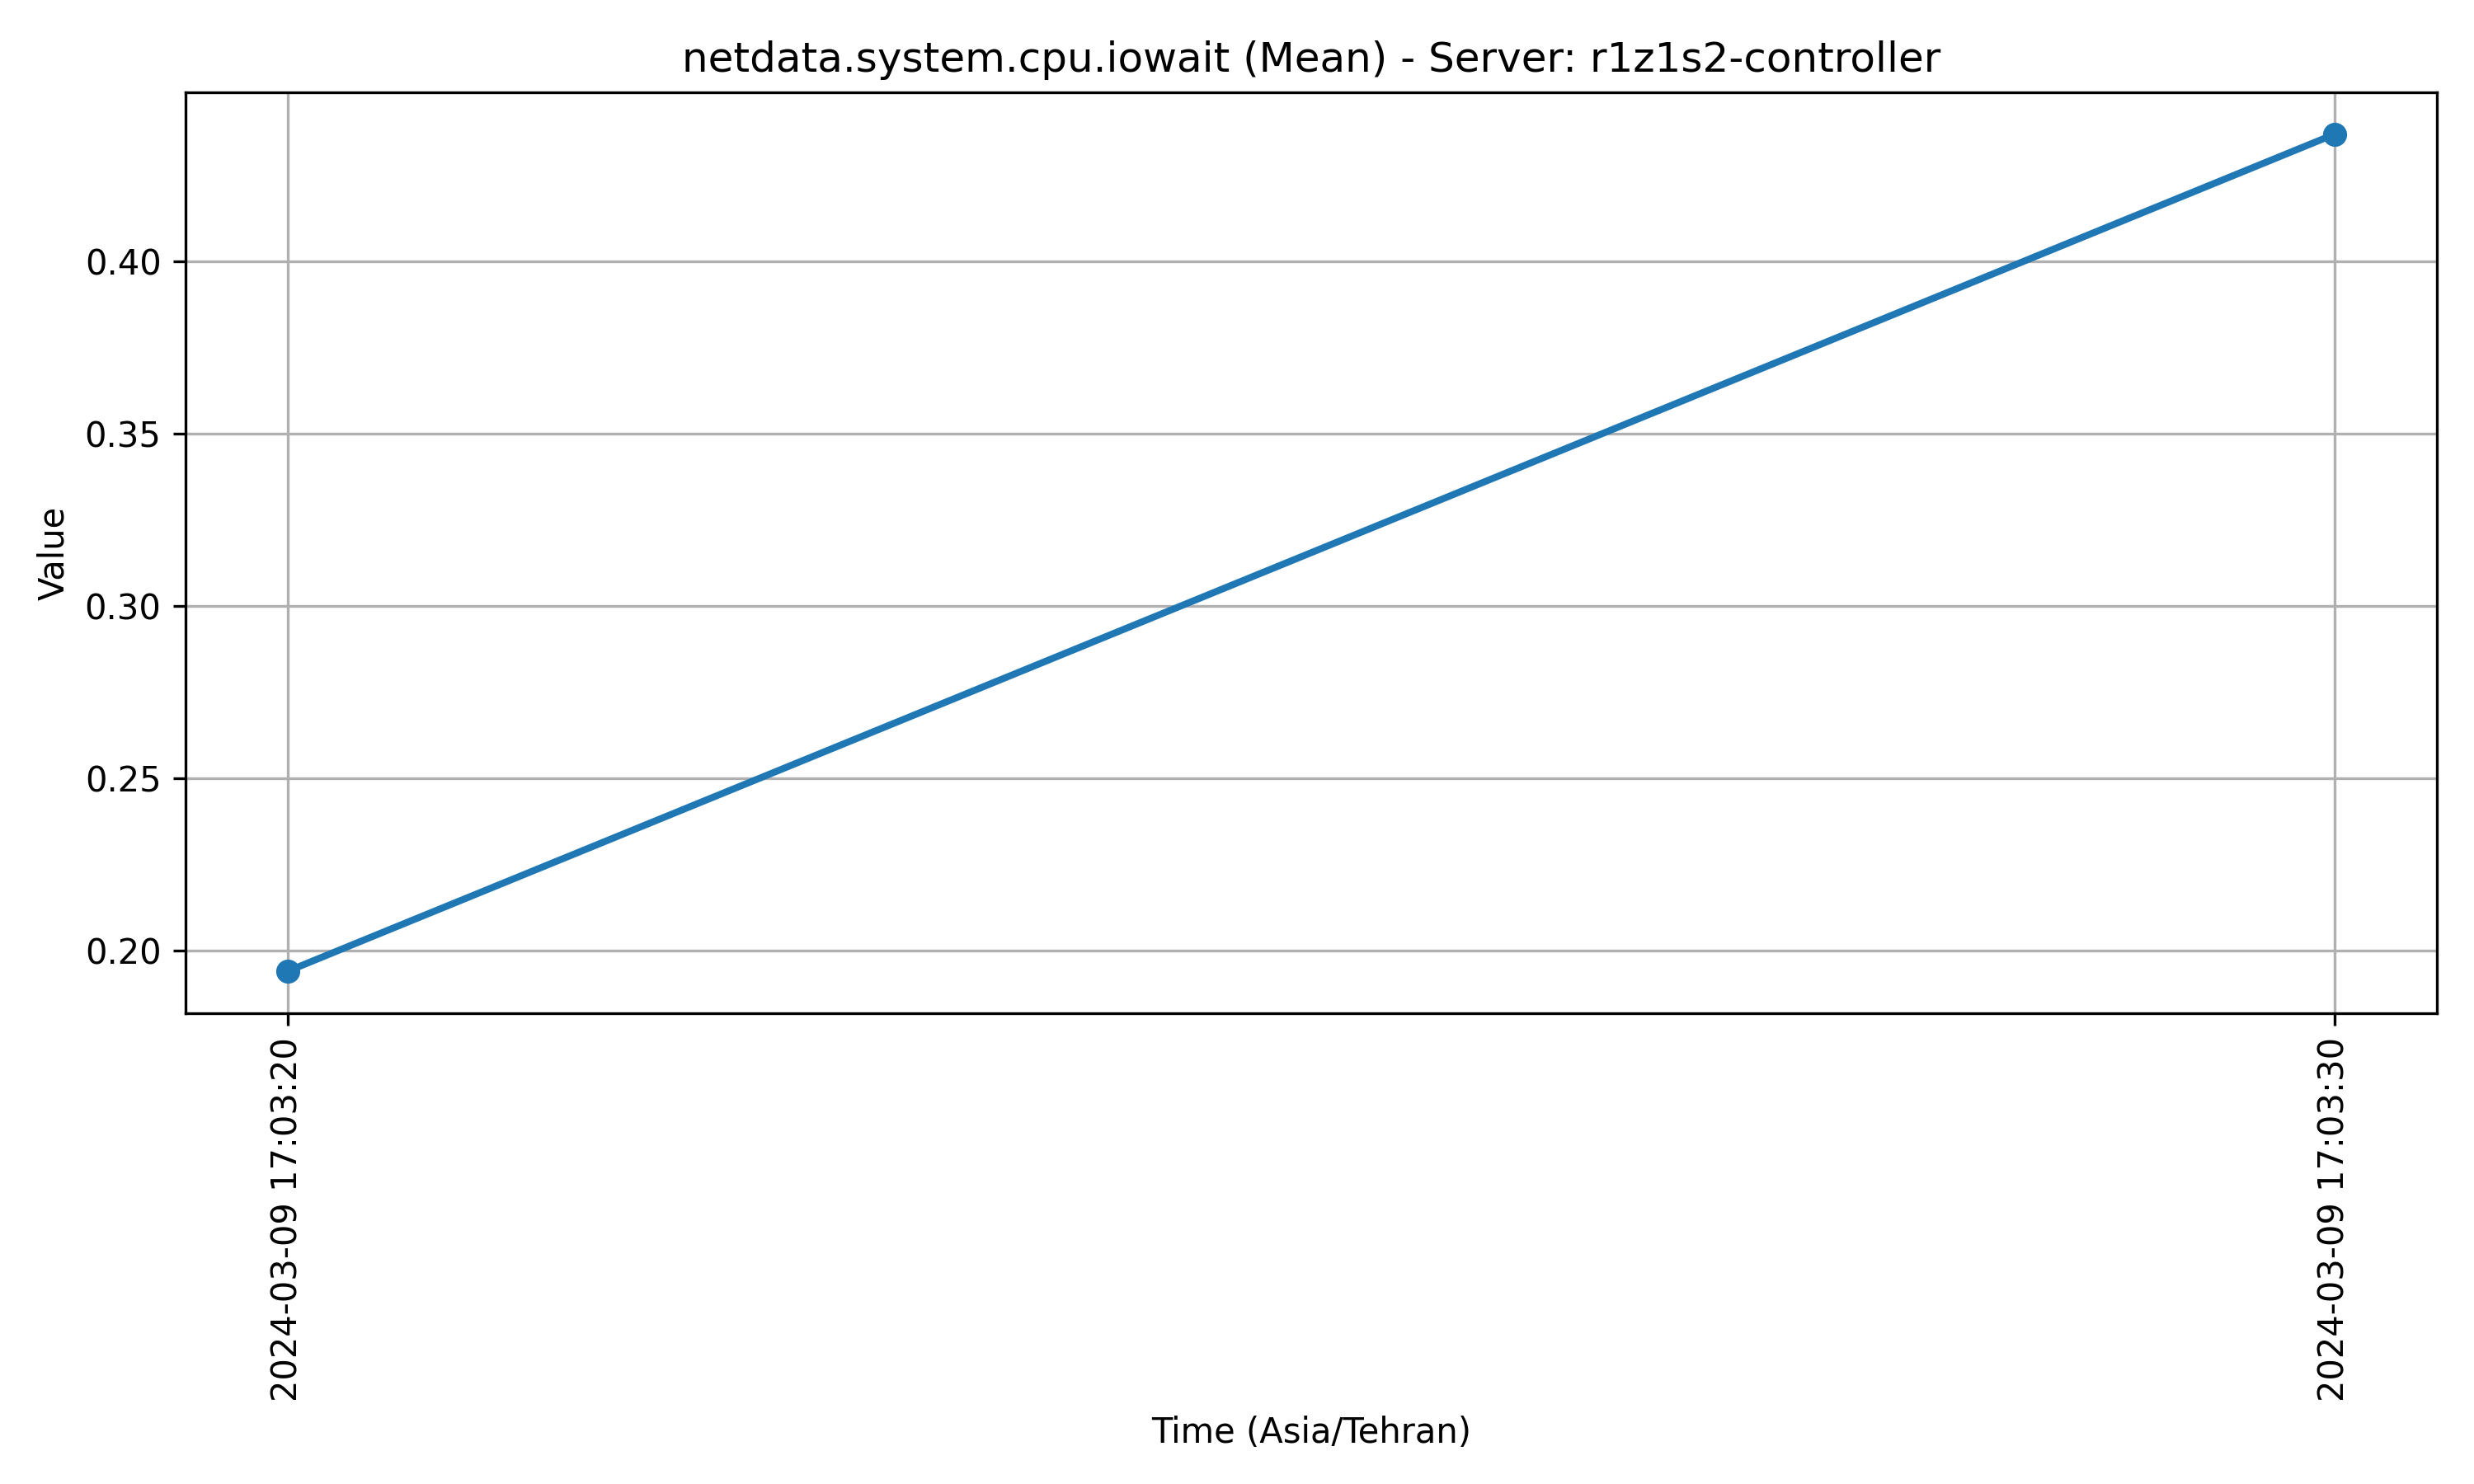 netdata.system.cpu.iowait (Mean) - Server: r1z1s2-controller
Value
0.40
0.35
0.30
0.25
0.20
2024-03-09 17:03:20
2024-03-09 17:03:30
Time (Asia/Tehran)